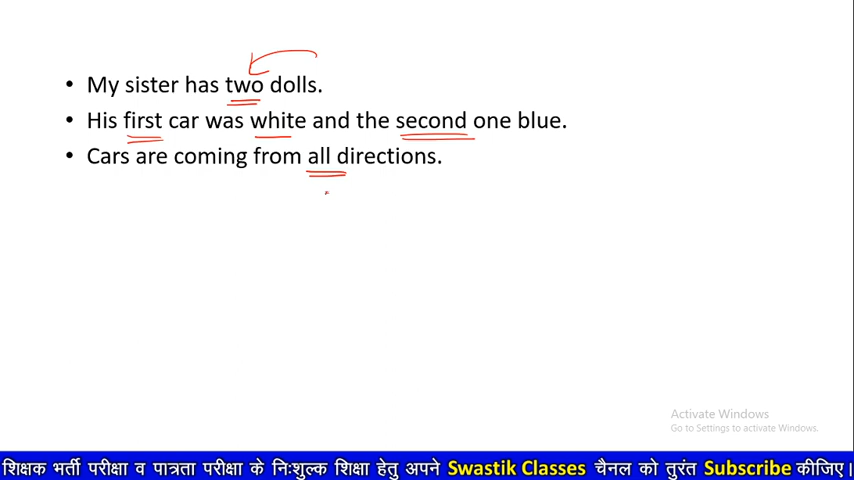 • My sister has two dolls.
• His first car was white and the second one blue.
• Cars are coming from all directions.
Activate Windows
Go to Settings to activate Windows.
शिक्षक भर्ती परीक्षा व पात्रता परीक्षा के निःशुल्क शिक्षा हेतु अपने Swastik Classes चैनल को तुरंत Subscribe कीजिए।